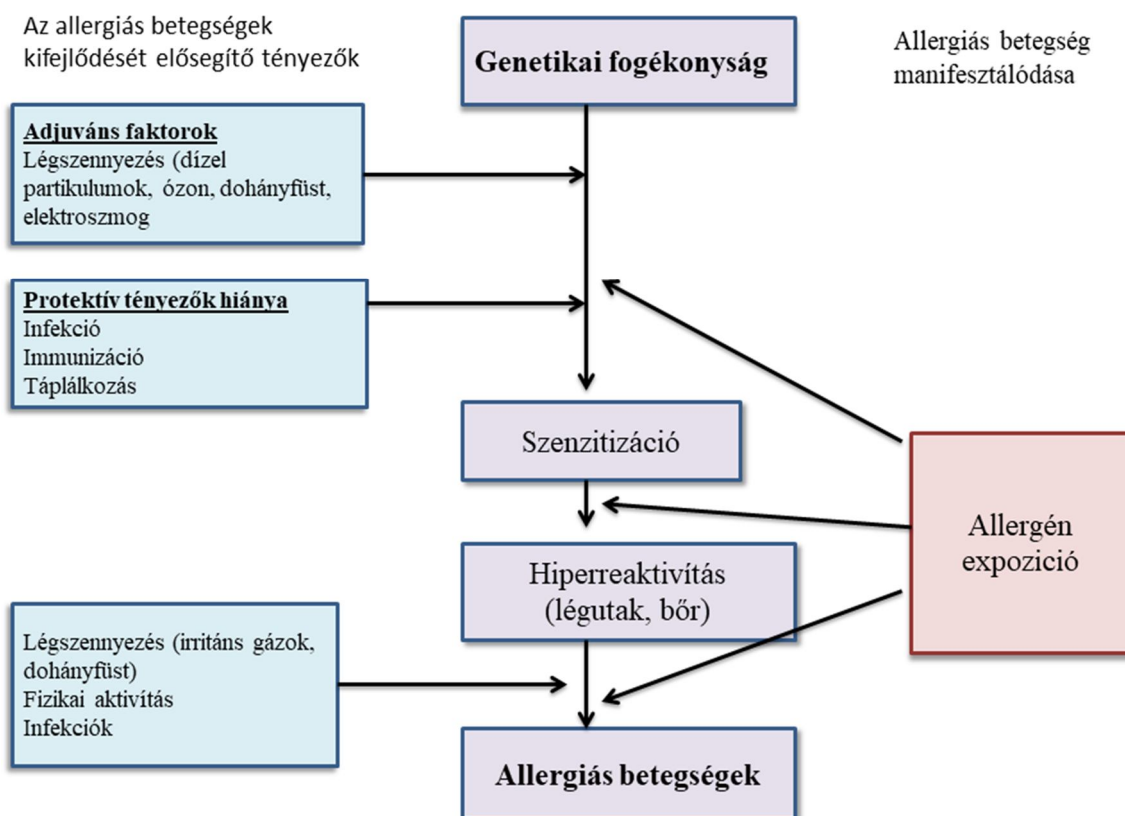 Az allergiás betegségek
kifejlődését elősegítő tényezők
Genetikai fogékonyság
Allergiás betegség
manifesztálódása
Adjuváns faktorok
Légszennyezés (dízel
partikulumok, ózon, dohányfüst,
elektroszmog
Protektív tényezők hiánya
Infekció
Immunizáció
Táplálkozás
Szenzitizáció
Allergén
expozició
Hiperreaktivítás
(légutak, bőr)
Légszennyezés (irritáns gázok,
dohányfüst)
Fizikai aktivítás
Infekciók
Allergiás betegségek